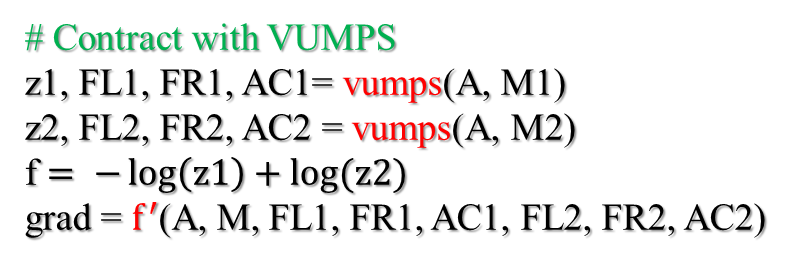 # Contract with VUMPS
z1, FL1, FR1, AC1= vumps(A, M1)
z2, FL2, FR2, AC2 = vumps(A, M2)
f = − log(z1) + log(z2)
grad = f′(A, M, FL1, FR1, AC1, FL2, FR2, AC2)